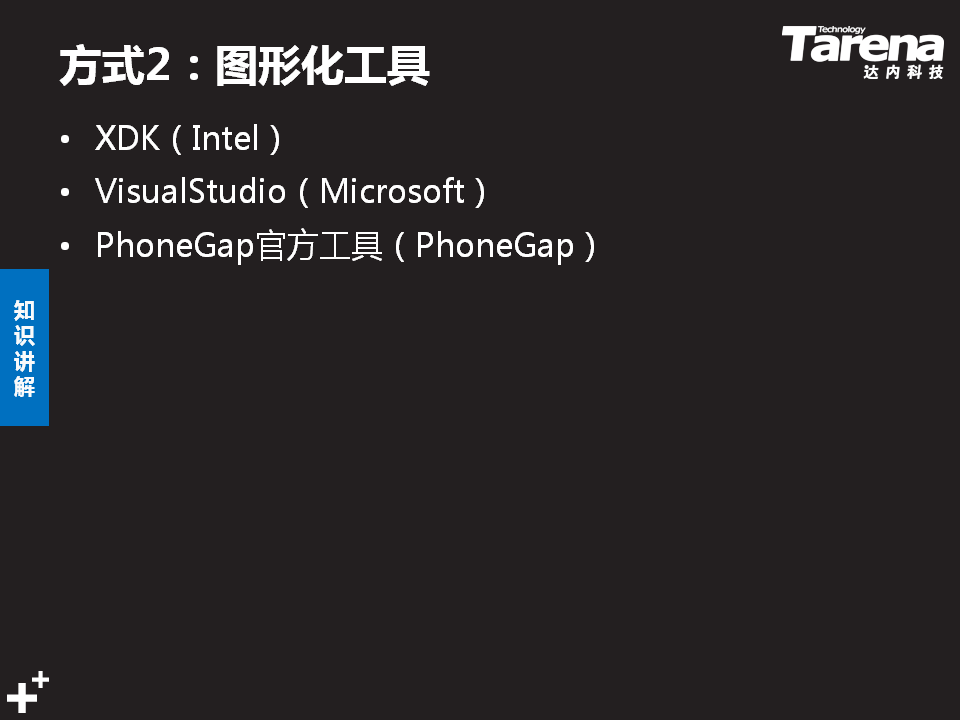 方式2：图形化工具
Technology
Tarena
达内科技
• XDK（Intel）
• VisualStudio（Microsoft）
• PhoneGap官方工具（PhoneGap）
知
识
讲
解